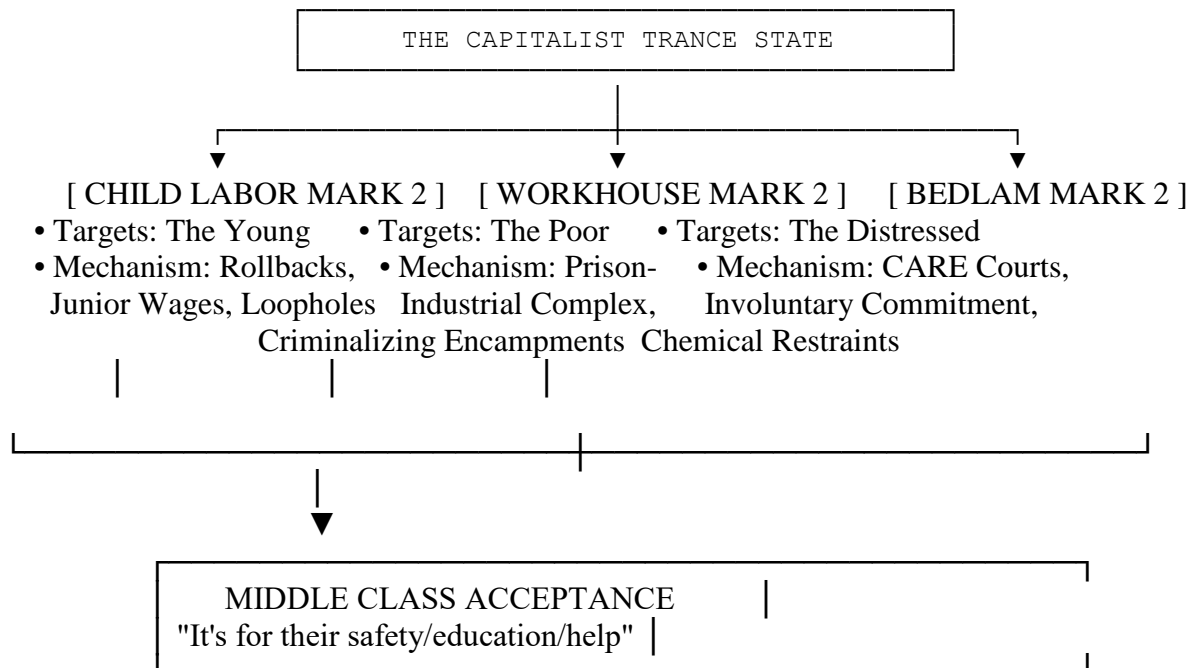 THE CAPITALIST TRANCE STATE
[ CHILD LABOR MARK 2 ] [ WORKHOUSE MARK 2 ] [ BEDLAM MARK 2 ]
• Targets: The Young • Targets: The Poor • Targets: The Distressed
• Mechanism: Rollbacks, • Mechanism: Prison- • Mechanism: CARE Courts,
Junior Wages, Loopholes Industrial Complex, Involuntary Commitment,
Criminalizing Encampments Chemical Restraints
MIDDLE CLASS ACCEPTANCE
"It's for their safety/education/help"